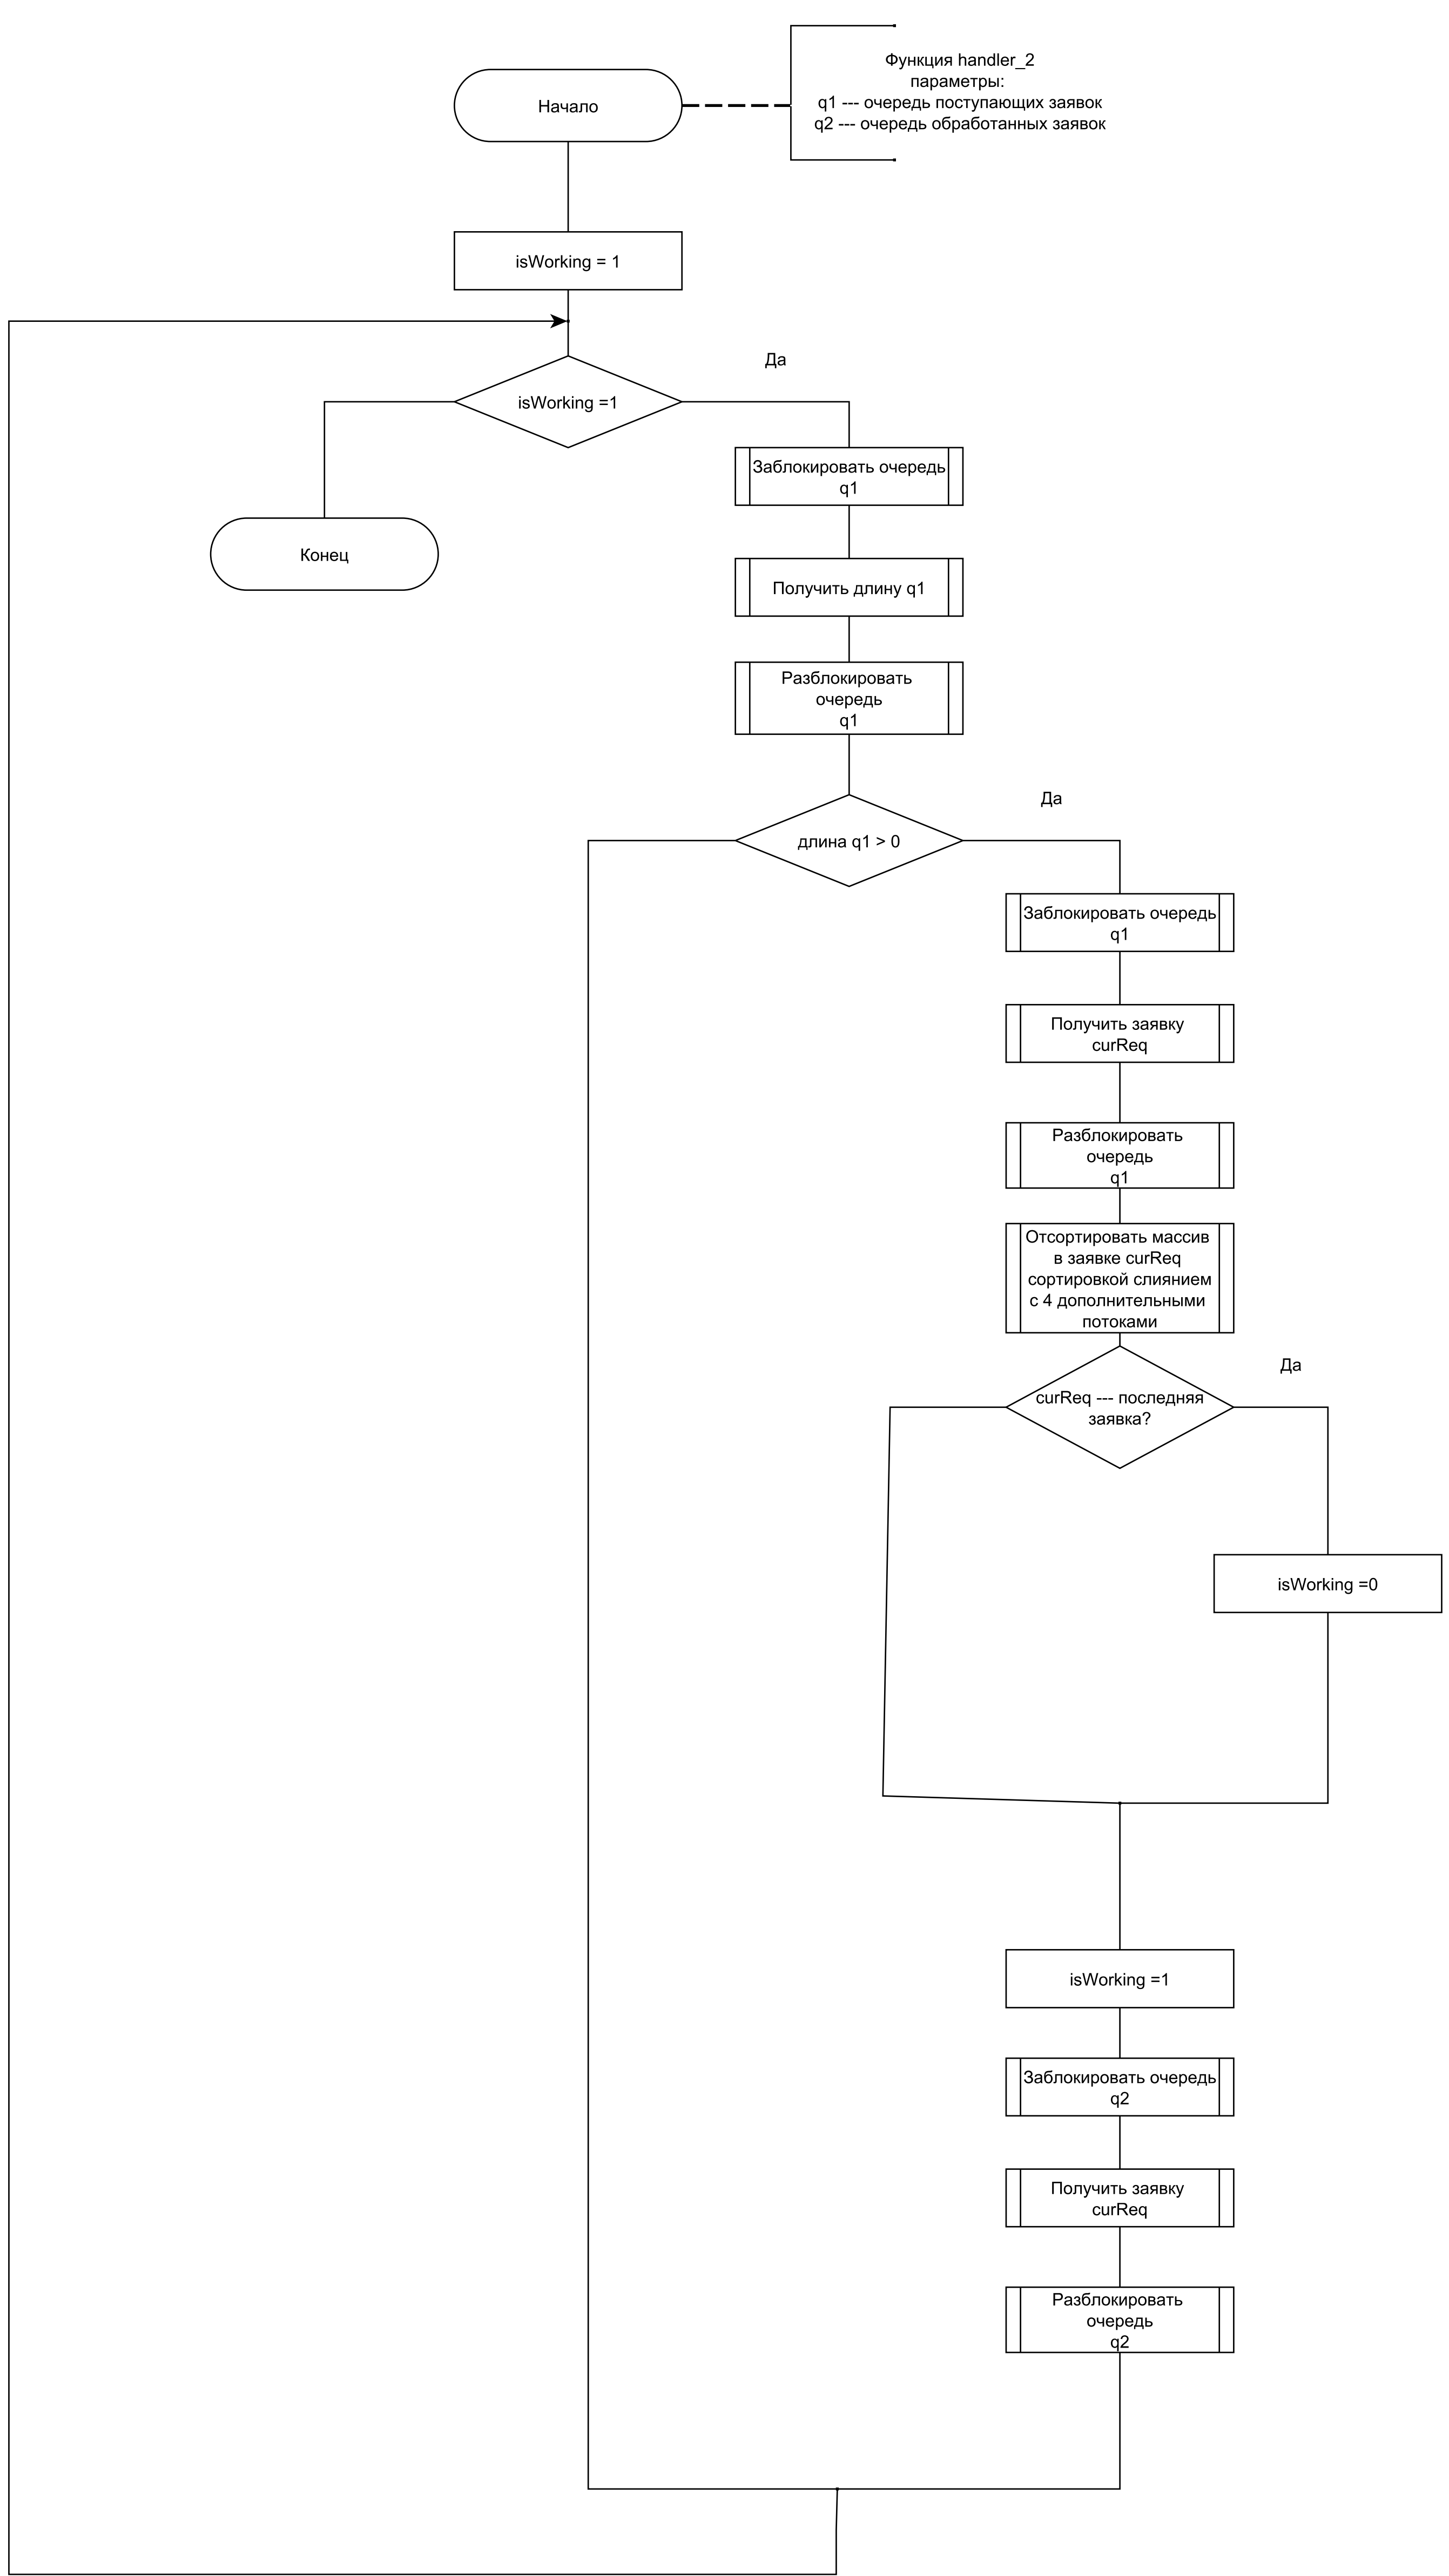 Функция handler_2
параметры:
q1 --- очередь поступающих заявок
q2 --- очередь обработанных заявок
Начало
isWorking = 1
Да
isWorking =1
Заблокировать очередь
q1
Конец
Получить длину q1
Разблокировать
очередь
q1
Да
длина q1 > 0
Заблокировать очередь
q1
Получить заявку
curReq
Разблокировать
очередь
q1
Отсортировать массив
в заявке curReq
сортировкой слиянием
с 4 дополнительными
потоками
Да
curReq --- последняя
заявка?
isWorking =0
isWorking =1
Заблокировать очередь
q2
Получить заявку
curReq
Разблокировать
очередь
q2